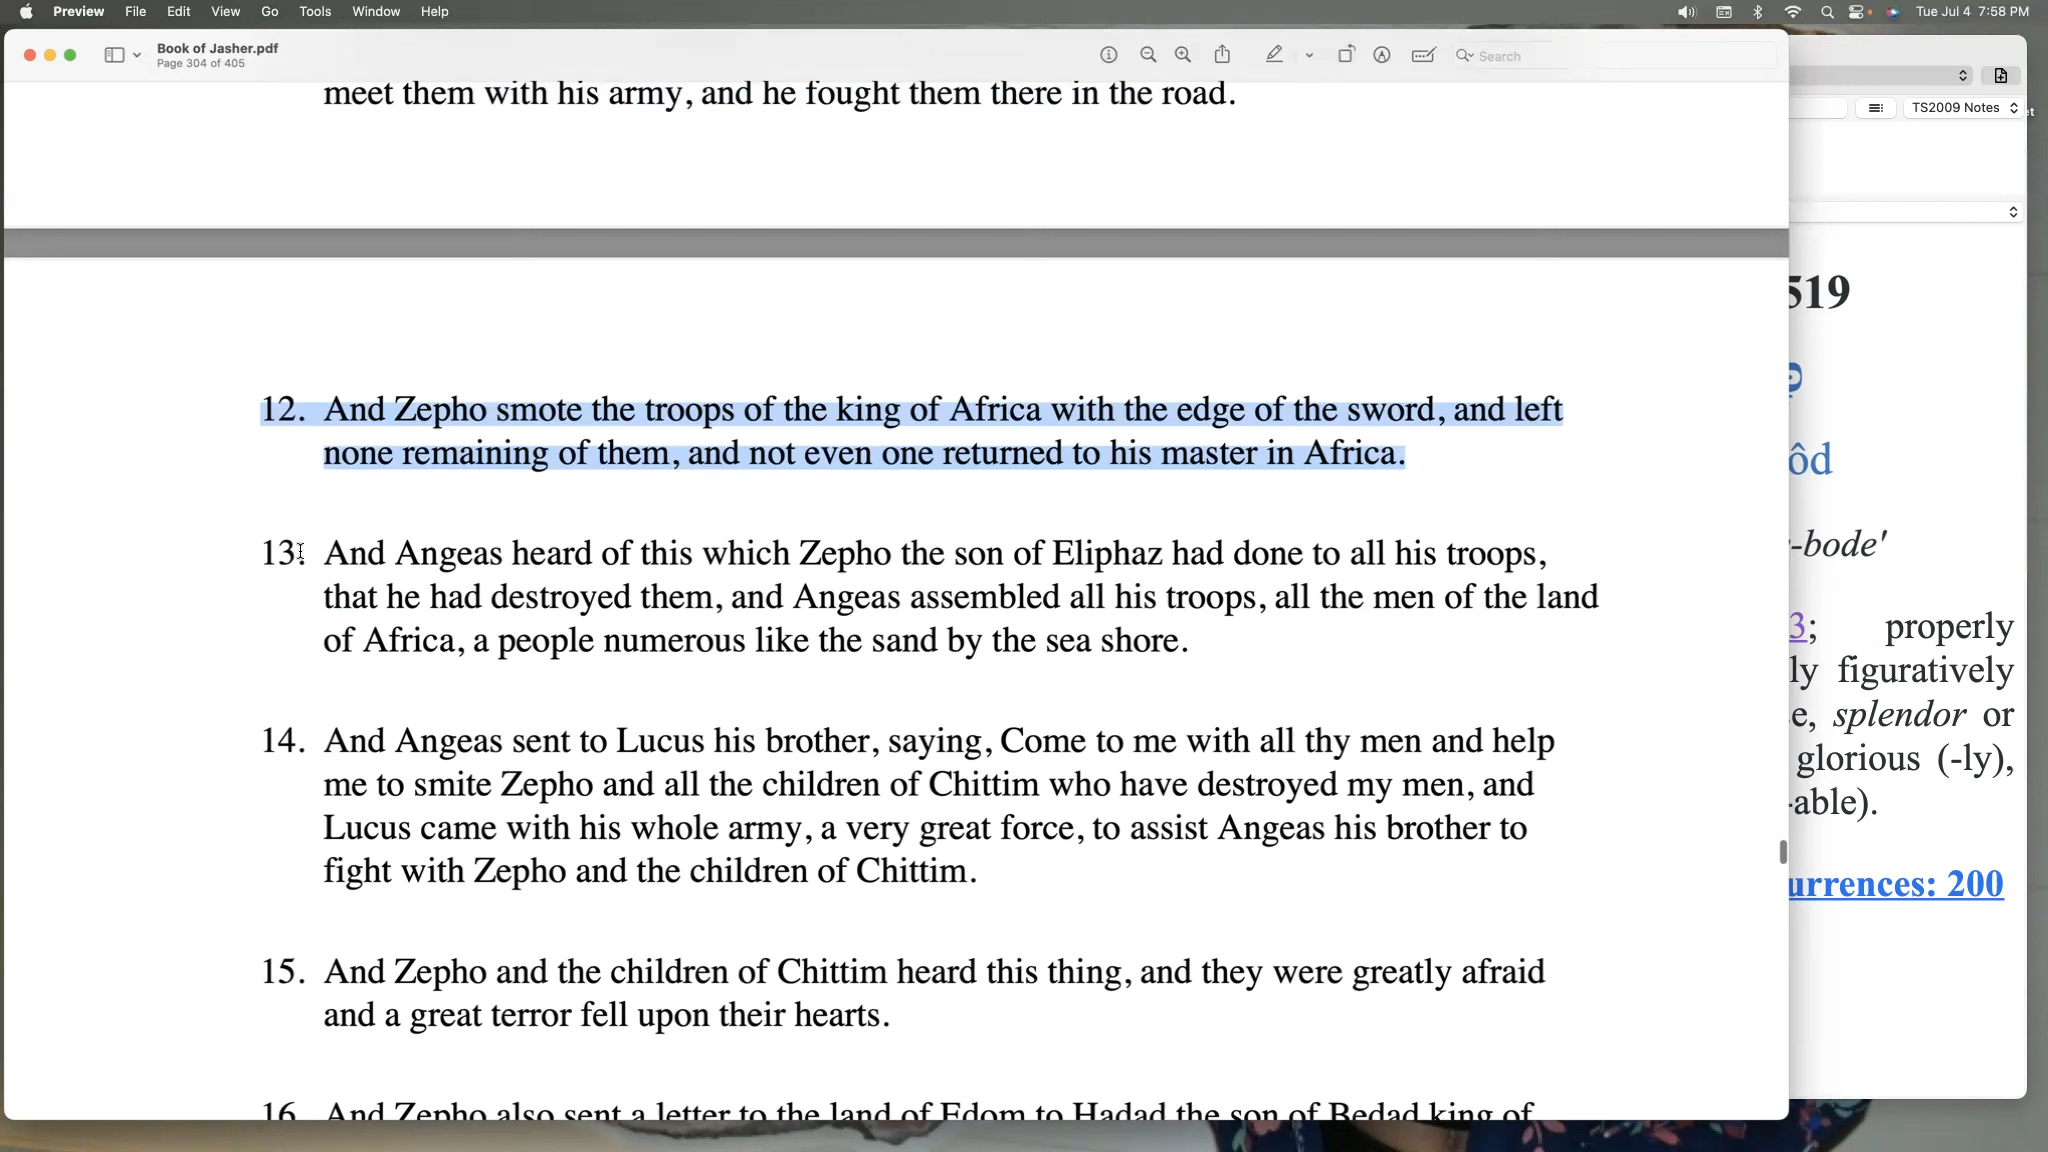 Preview File Edit View Go Tools Window Help Tue Jul 4 7:58 PM
Book of Jasher.pdf
Page 304 of 405
Search
TS2009 Notes
meet them with his army, and he fought them there in the road.
12. And Zepho smote the troops of the king of Africa with the edge of the sword, and left
none remaining of them, and not even one returned to his master in Africa.
13. And Angeas heard of this which Zepho the son of Eliphaz had done to all his troops,
that he had destroyed them, and Angeas assembled all his troops, all the men of the land
of Africa, a people numerous like the sand by the sea shore.
14. And Angeas sent to Lucus his brother, saying, Come to me with all thy men and help
me to smite Zepho and all the children of Chittim who have destroyed my men, and
Lucus came with his whole army, a very great force, to assist Angeas his brother to
fight with Zepho and the children of Chittim.
15. And Zepho and the children of Chittim heard this thing, and they were greatly afraid
and a great terror fell upon their hearts.
16. And Zepho also sent a letter to the land of Edom to Hadad the son of Bedad king of
519
ôd
-bode'
3; properly
ly figuratively
e, splendor or
glorious (-ly),
-able).
urrences: 200